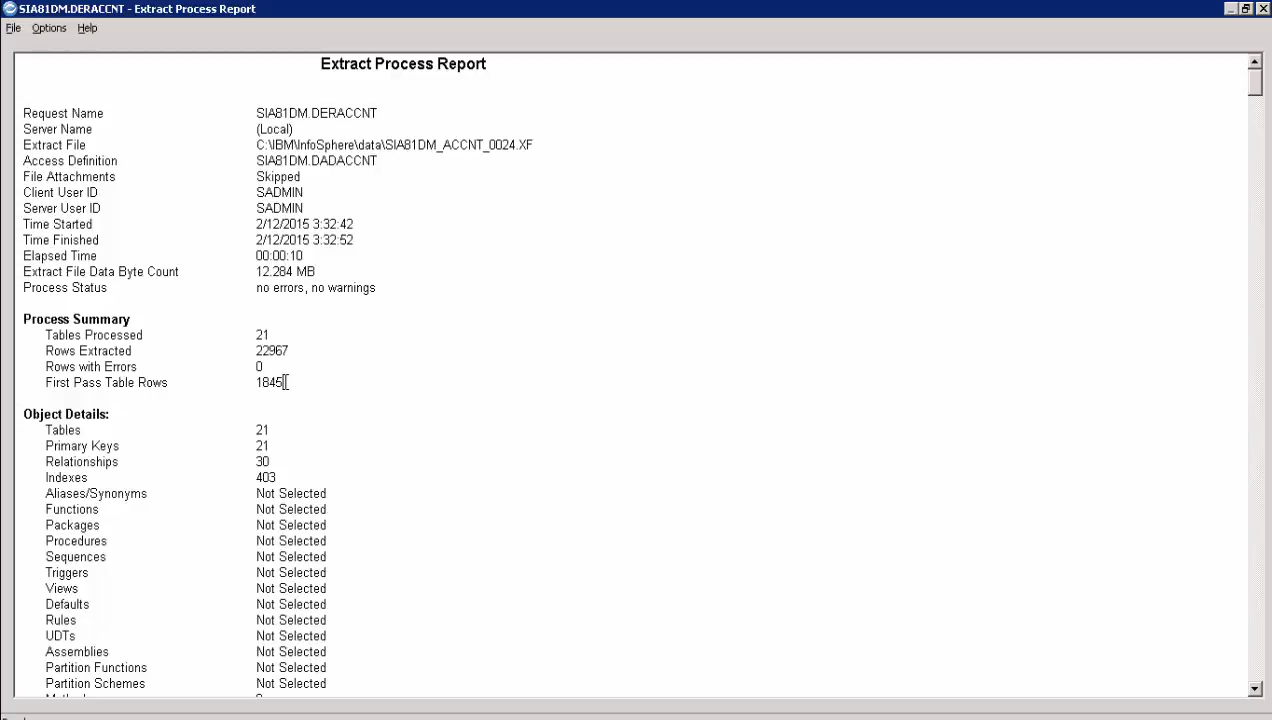 SIA81DM.DERACCNT - Extract Process Report
File Options Help
Extract Process Report
Request Name SIA81DM.DERACCNT
Server Name (Local)
Extract File C:\IBM\InfoSphere\data\SIA81DM_ACCNT_0024.XF
Access Definition SIA81DM.DADACCNT
File Attachments Skipped
Client User ID SADMIN
Server User ID SADMIN
Time Started 2/12/2015 3:32:42
Time Finished 2/12/2015 3:32:52
Elapsed Time 00:00:10
Extract File Data Byte Count 12.284 MB
Process Status no errors, no warnings
Process Summary
Tables Processed 21
Rows Extracted 22967
Rows with Errors 0
First Pass Table Rows 1845
Object Details:
Tables 21
Primary Keys 21
Relationships 30
Indexes 403
Aliases/Synonyms Not Selected
Functions Not Selected
Packages Not Selected
Procedures Not Selected
Sequences Not Selected
Triggers Not Selected
Views Not Selected
Defaults Not Selected
Rules Not Selected
UDTs Not Selected
Assemblies Not Selected
Partition Functions Not Selected
Partition Schemes Not Selected